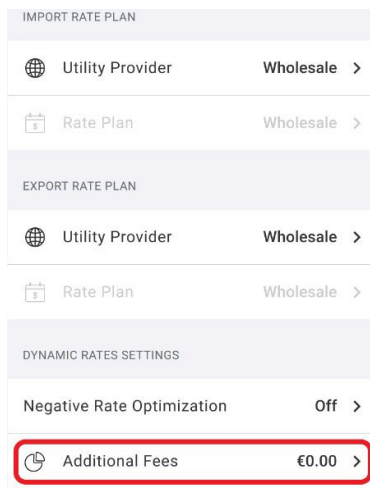 IMPORT RATE PLAN
Utility Provider Wholesale >
Rate Plan Wholesale >
EXPORT RATE PLAN
Utility Provider Wholesale >
$ Rate Plan Wholesale >
DYNAMIC RATES SETTINGS
Negative Rate Optimization Off >
Additional Fees €0.00 >